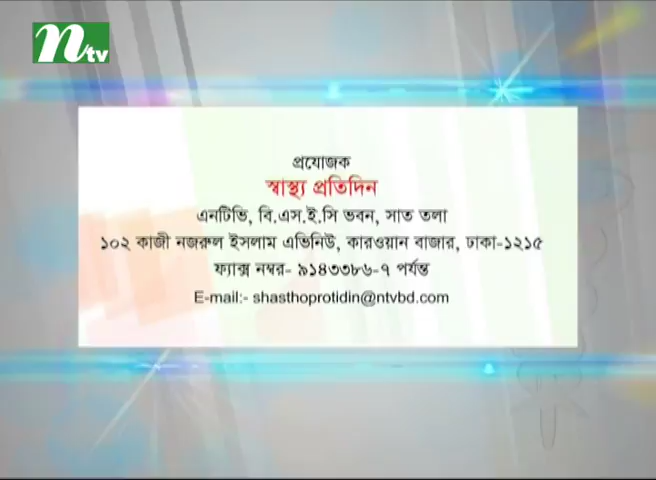 ntv
প্রযোজক
স্বাস্থ্য প্রতিদিন
এনটিভি, বি.এস.ই.সি ভবন, সাত তলা
১০২ কাজী নজরুল ইসলাম এভিনিউ, কারওয়ান বাজার, ঢাকা-১২১৫
ফ্যাক্স নম্বর- ৯১৪৩৩৮৬-৭ পর্যন্ত
E-mail:- shasthoprotidin@ntvbd.com